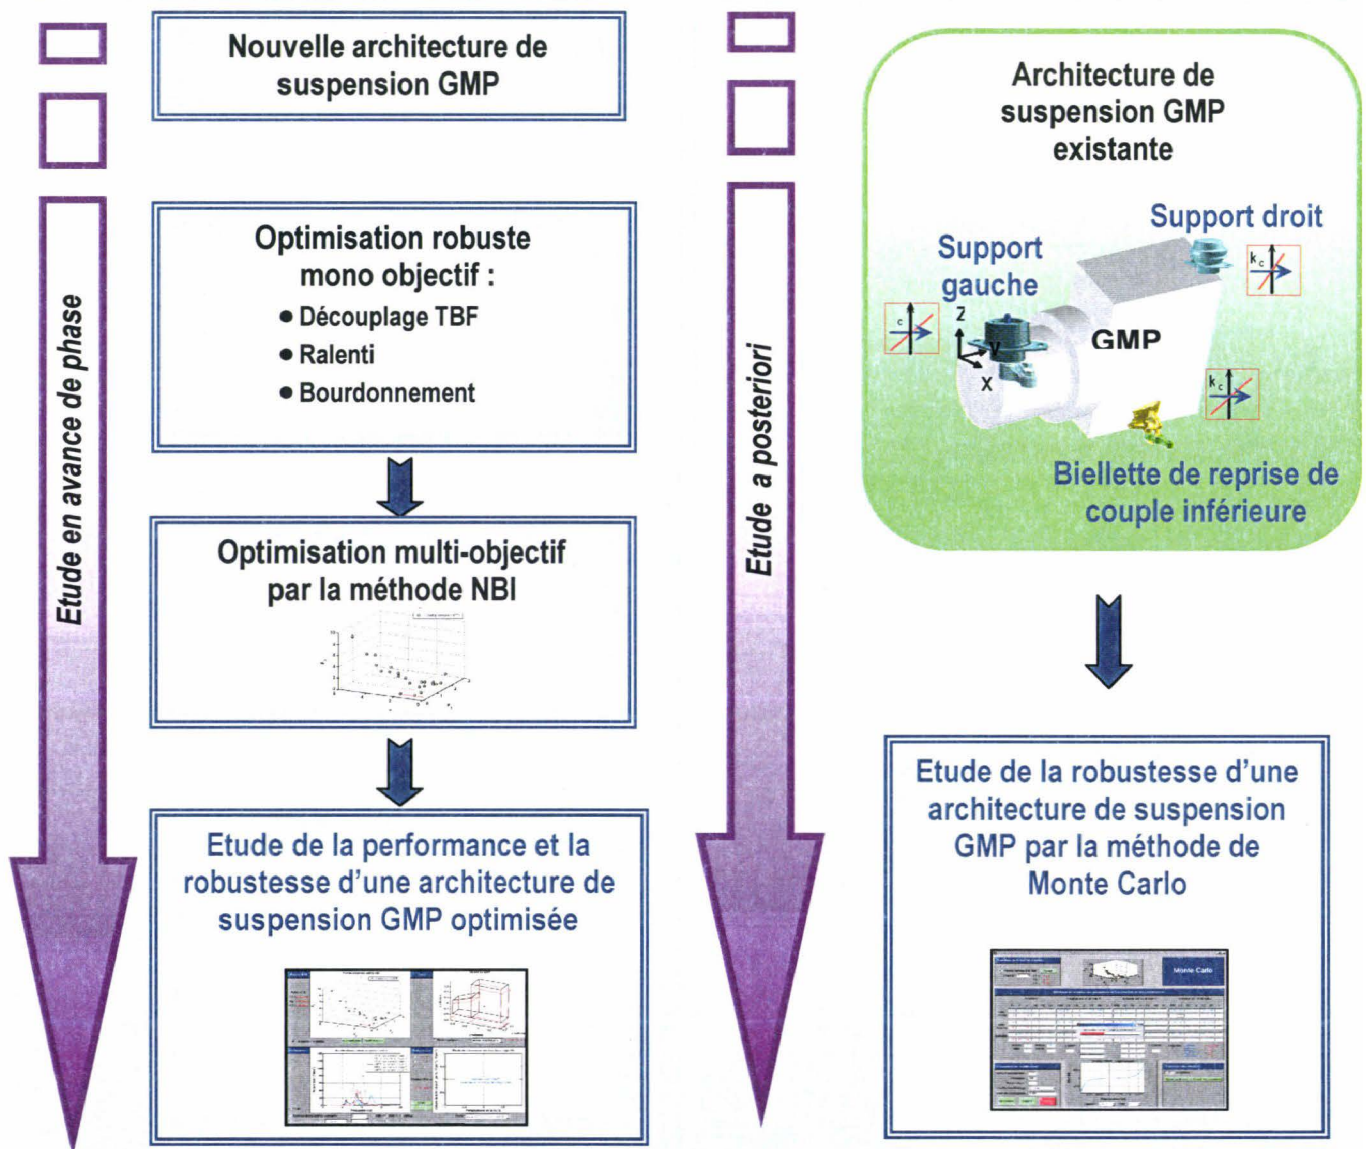 Nouvelle architecture de
suspension GMP
Etude en avance de phase
Optimisation robuste
mono objectif :
• Découplage TBF
• Ralenti
• Bourdonnement
Optimisation multi-objectif
par la méthode NBI
Etude de la performance et la
robustesse d'une architecture de
suspension GMP optimisée
Etude a posteriori
Architecture de
suspension GMP
existante
Support droit
Support
gauche
k c
c
Z
GMP
Y
X
k c
Biellette de reprise de
couple inférieure
Etude de la robustesse d'une
architecture de suspension
GMP par la méthode de
Monte Carlo
Monte Carlo